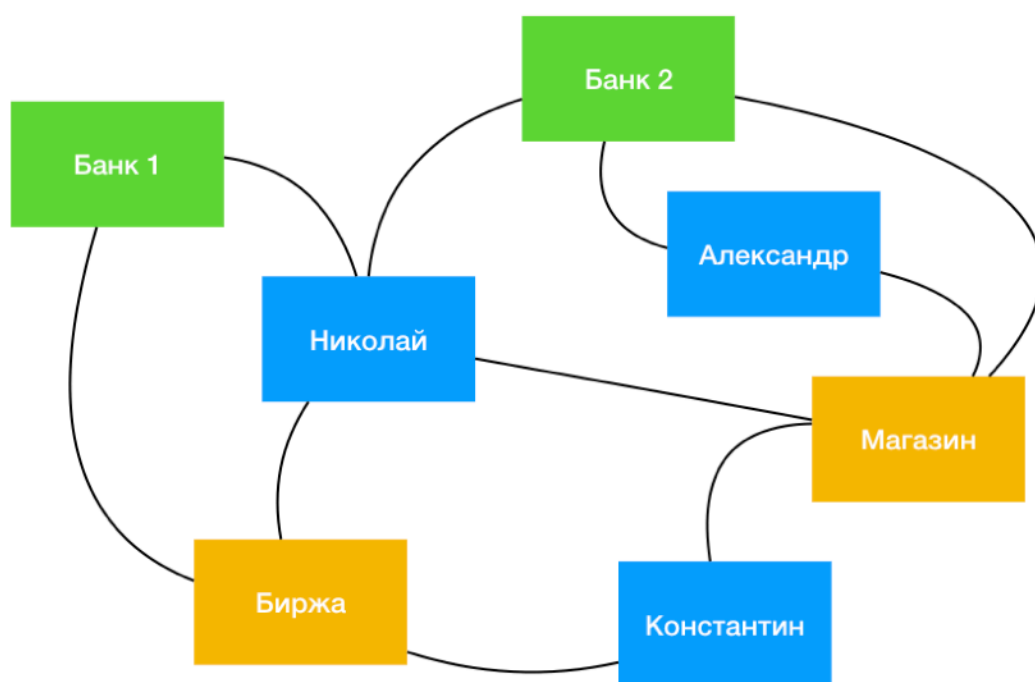 Банк 2
Банк 1
Александр
Николай
Магазин
Биржа
Константин